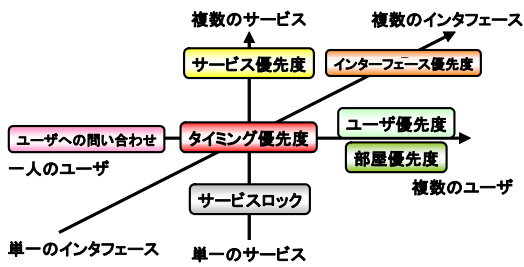 複数のサービス
複数のインタフェース
サービス優先度
インターフェース優先度
ユーザ優先度
ユーザへの問い合わせ
タイミング優先度
部屋優先度
一人のユーザ
複数のユーザ
サービスロック
単一のインタフェース
単一のサービス